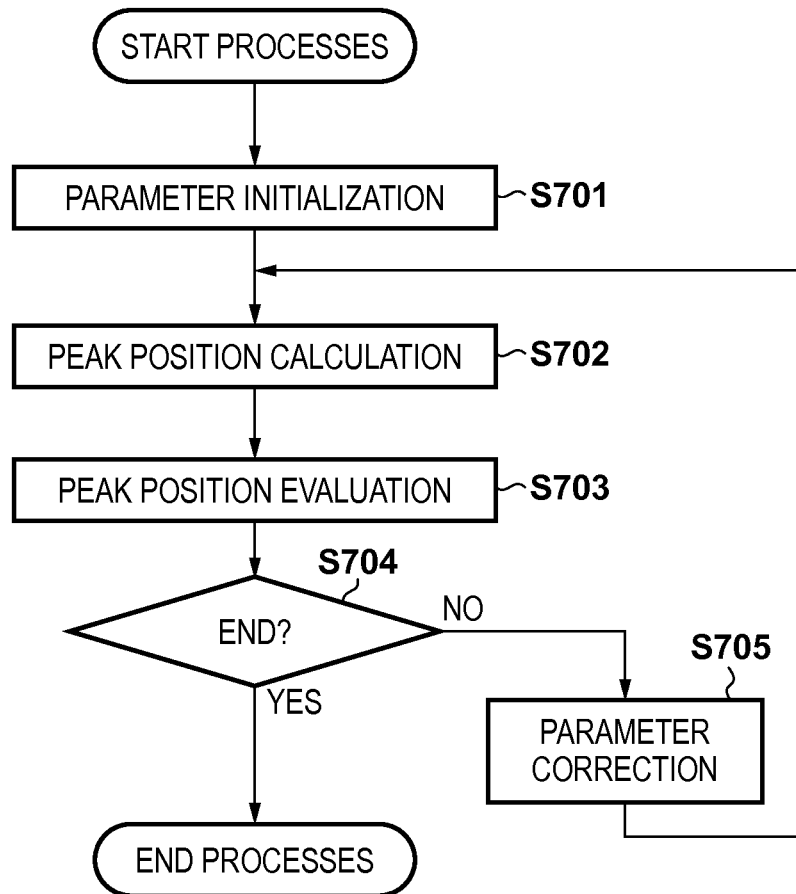 START PROCESSES
PARAMETER INITIALIZATION
S701
PEAK POSITION CALCULATION
S702
PEAK POSITION EVALUATION
S703
S704
END?
NO
YES
S705
PARAMETER
CORRECTION
END PROCESSES